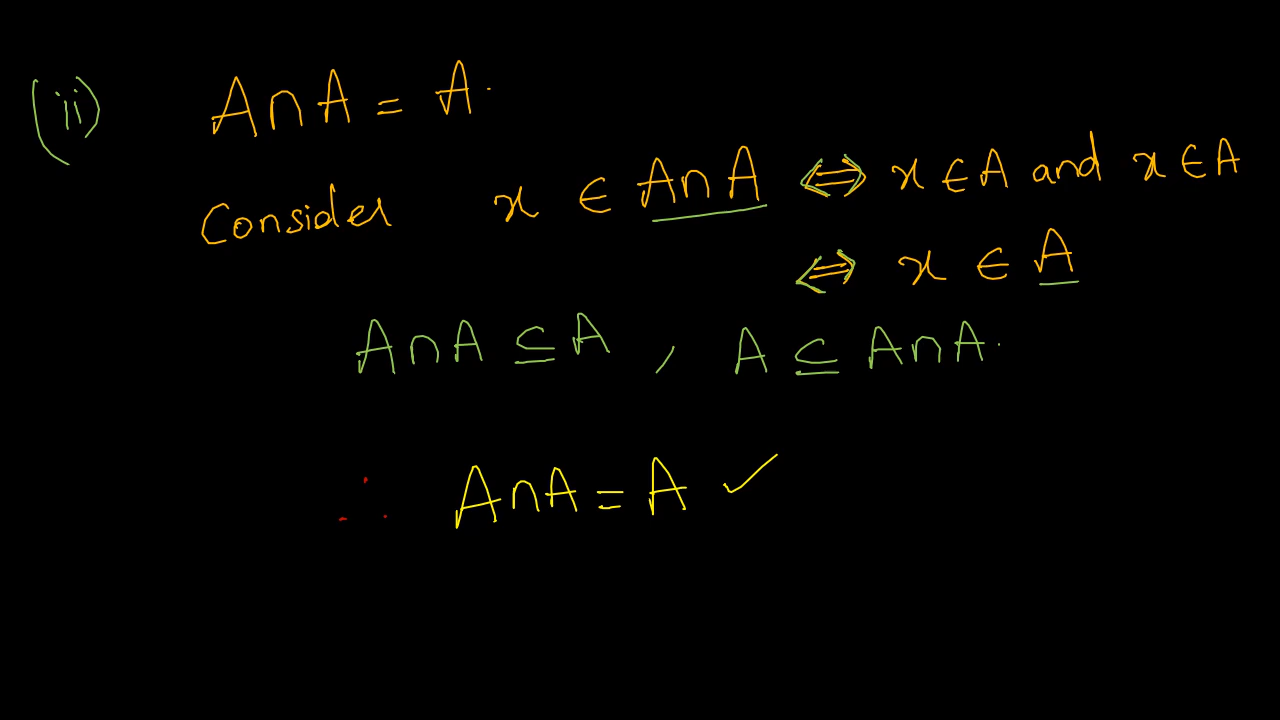 (ii) A∩A = A.
Consider x ∈ A∩A ⇔ x ∈ A and x ∈ A
⇔ x ∈ A
A∩A ⊆ A , A ⊆ A∩A.
∴ A∩A = A ✓